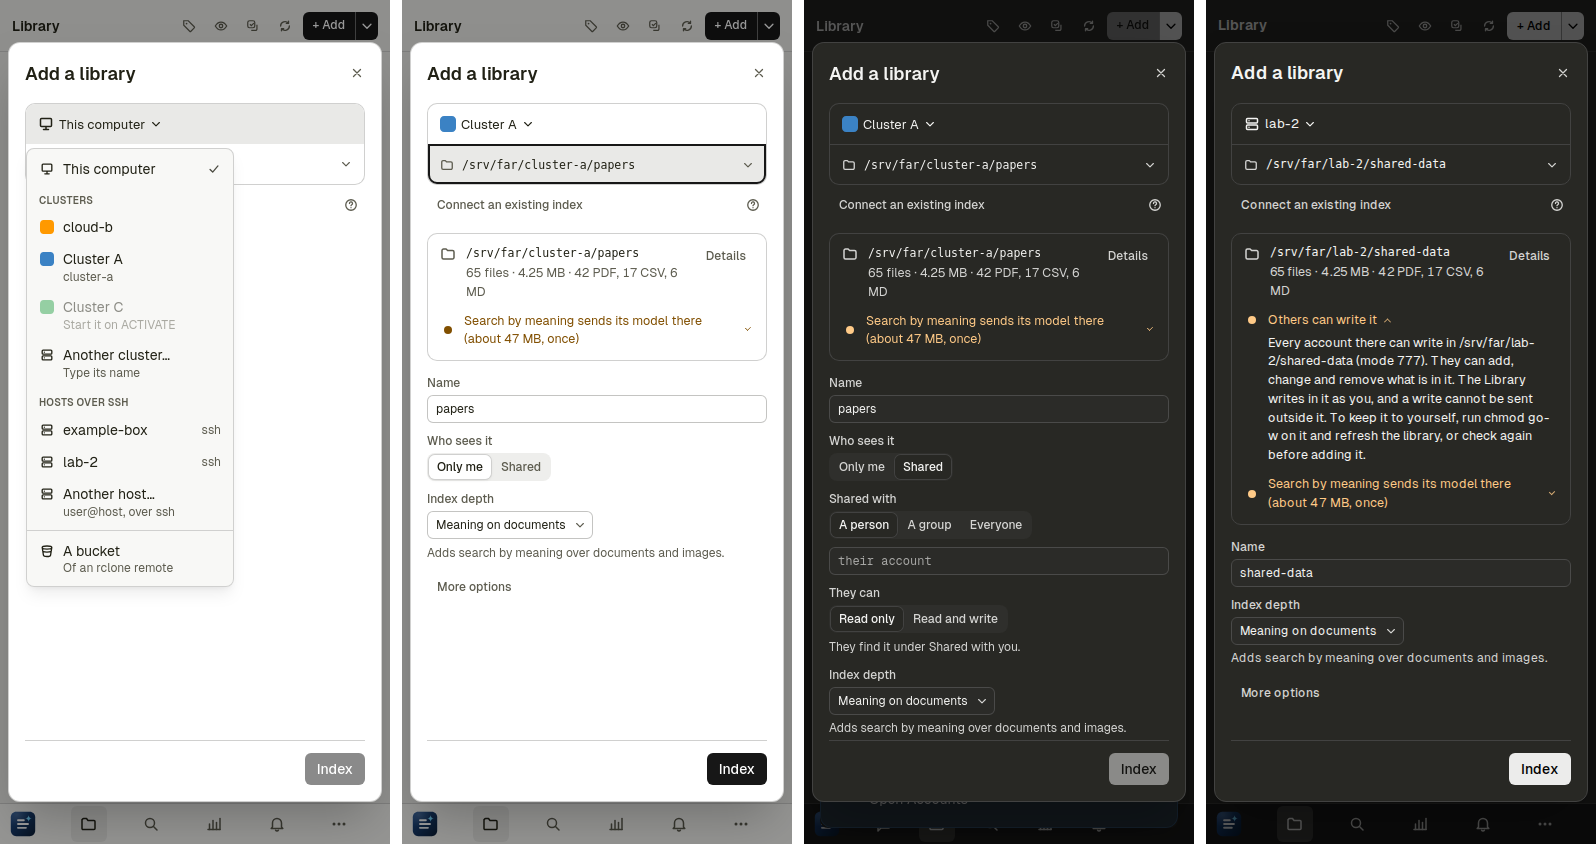 Library
+ Add
Add a library
This computer
This computer
CLUSTERS
cloud-b
Cluster A
cluster-a
Cluster C
Start it on ACTIVATE
Another cluster…
Type its name
HOSTS OVER SSH
example-box ssh
lab-2 ssh
Another host…
user@host, over ssh
A bucket
Of an rclone remote
Index
Library
+ Add
Add a library
Cluster A
/srv/far/cluster-a/papers
Connect an existing index
/srv/far/cluster-a/papers
Details
65 files · 4.25 MB · 42 PDF, 17 CSV, 6
MD
Search by meaning sends its model there
(about 47 MB, once)
Name
papers
Who sees it
Only me Shared
Index depth
Meaning on documents
Adds search by meaning over documents and images.
More options
Index
Library
+ Add
Add a library
Cluster A
/srv/far/cluster-a/papers
Connect an existing index
/srv/far/cluster-a/papers
Details
65 files · 4.25 MB · 42 PDF, 17 CSV, 6
MD
Search by meaning sends its model there
(about 47 MB, once)
Name
papers
Who sees it
Only me Shared
Shared with
A person A group Everyone
their account
They can
Read only Read and write
They find it under Shared with you.
Index depth
Meaning on documents
Adds search by meaning over documents and images.
Index
Open Accounts
Library
+ Add
Add a library
lab-2
/srv/far/lab-2/shared-data
Connect an existing index
/srv/far/lab-2/shared-data
Details
65 files · 4.25 MB · 42 PDF, 17 CSV, 6
MD
Others can write it
Every account there can write in /srv/far/lab-
2/shared-data (mode 777). They can add,
change and remove what is in it. The Library
writes in it as you, and a write cannot be sent
outside it. To keep it to yourself, run chmod go-
w on it and refresh the library, or check again
before adding it.
Search by meaning sends its model there
(about 47 MB, once)
Name
shared-data
Index depth
Meaning on documents
Adds search by meaning over documents and images.
More options
Index